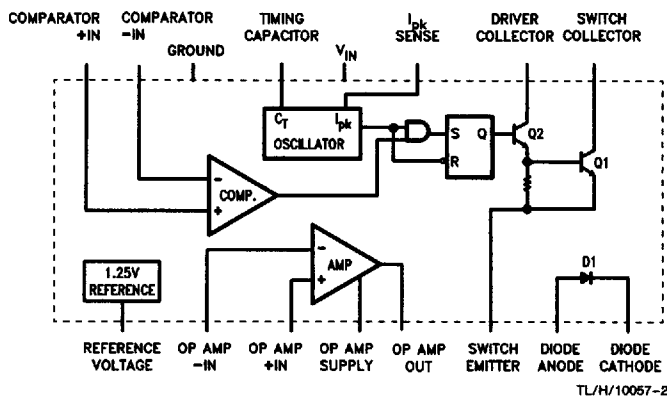 COMPARATOR
+IN
COMPARATOR
−IN
GROUND
TIMING
CAPACITOR
VIN
Ipk
SENSE
DRIVER
COLLECTOR
SWITCH
COLLECTOR
CT
Ipk
OSCILLATOR
S
Q
R
Q2
Q1
−
COMP.
+
−
AMP
+
1.25V
REFERENCE
D1
REFERENCE
VOLTAGE
OP AMP
−IN
OP AMP
+IN
OP AMP
SUPPLY
OP AMP
OUT
SWITCH
EMITTER
DIODE
ANODE
DIODE
CATHODE
TL/H/10057–2